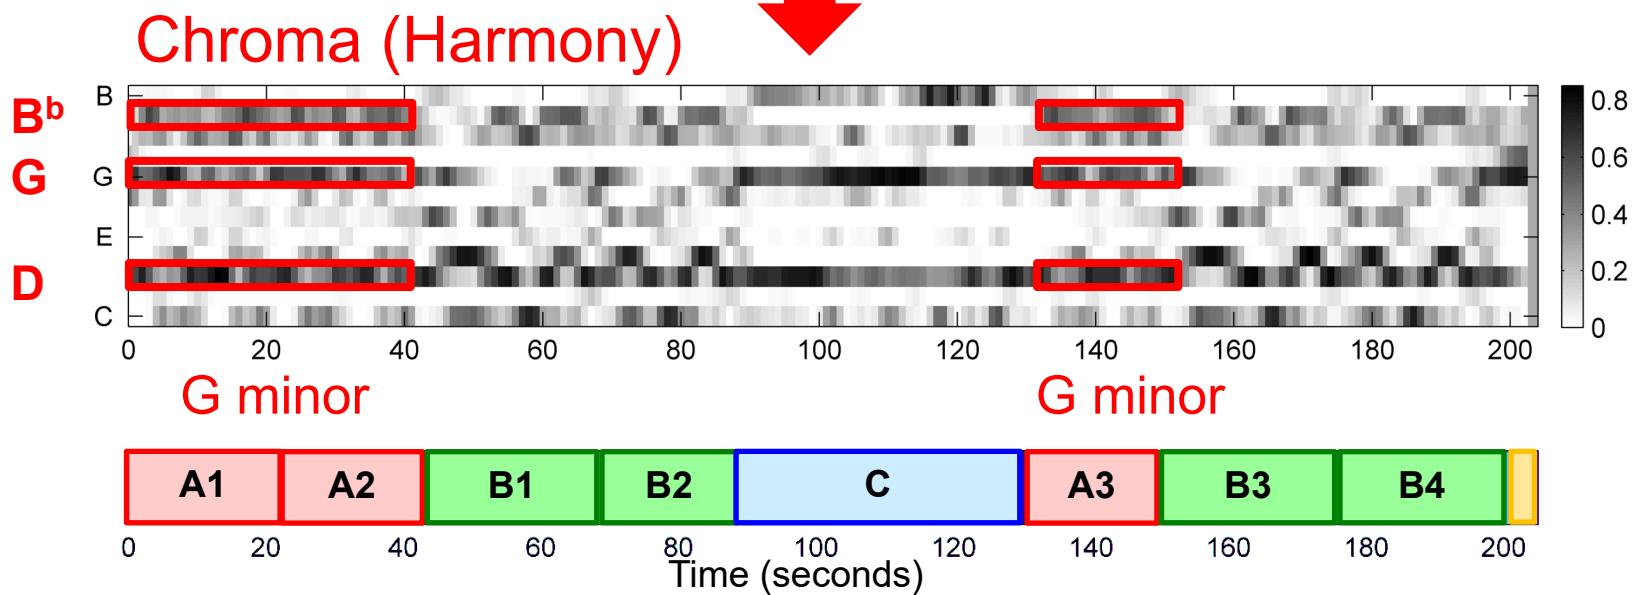 Chroma (Harmony)
B♭
G
D
B
G
E
D
C
0 20 40 60 80 100 120 140 160 180 200
0.8
0.6
0.4
0.2
0
G minor G minor
A1 A2 B1 B2 C A3 B3 B4
0 20 40 60 80 100 120 140 160 180 200
Time (seconds)